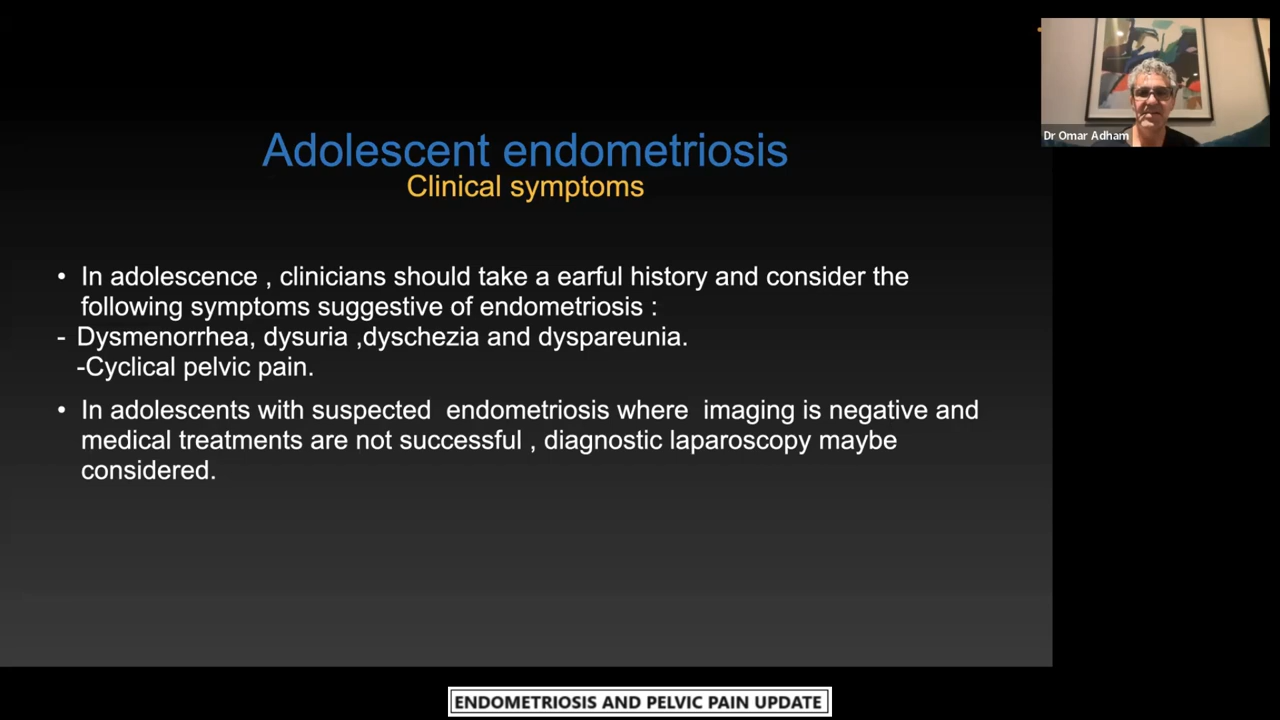 Dr Omar Adham
Adolescent endometriosis
Clinical symptoms
• In adolescence , clinicians should take a earful history and consider the
following symptoms suggestive of endometriosis :
- Dysmenorrhea, dysuria ,dyschezia and dyspareunia.
-Cyclical pelvic pain.
• In adolescents with suspected endometriosis where imaging is negative and
medical treatments are not successful , diagnostic laparoscopy maybe
considered.
ENDOMETRIOSIS AND PELVIC PAIN UPDATE